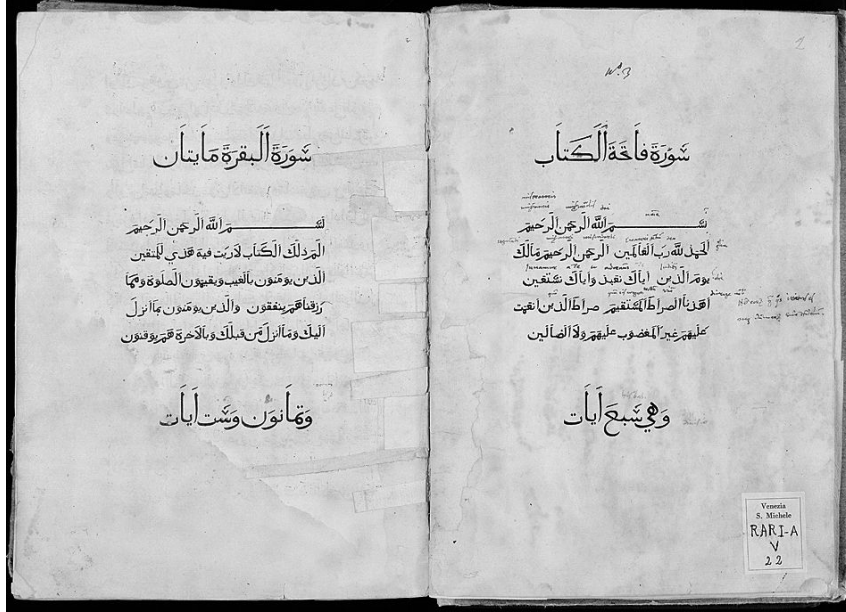 سورة فاتحة الكتاب
بسم الله الرحمن الرحيم
الحمد لله رب العالمين الرحمن الرحيم مالك
يوم الدين اياك نعبد واياك نستعين
اهدنا الصراط المستقيم صراط الذين انعمت
عليهم غير المغضوب عليهم ولا الضالين
وهي سبع ايات
Venezia
S. Michele
RARI-A
V
22
سورة البقرة مايتان
بسم الله الرحمن الرحيم
الم ذلك الكتاب لا ريب فيه هدي للمتقين
الذين يومنون بالغيب ويقيمون الصلوة ومما
رزقناهم ينفقون والذين يومنون بما انزل
اليك وما انزل من قبلك وبالاخرة هم يوقنون
وثمانون وست ايات